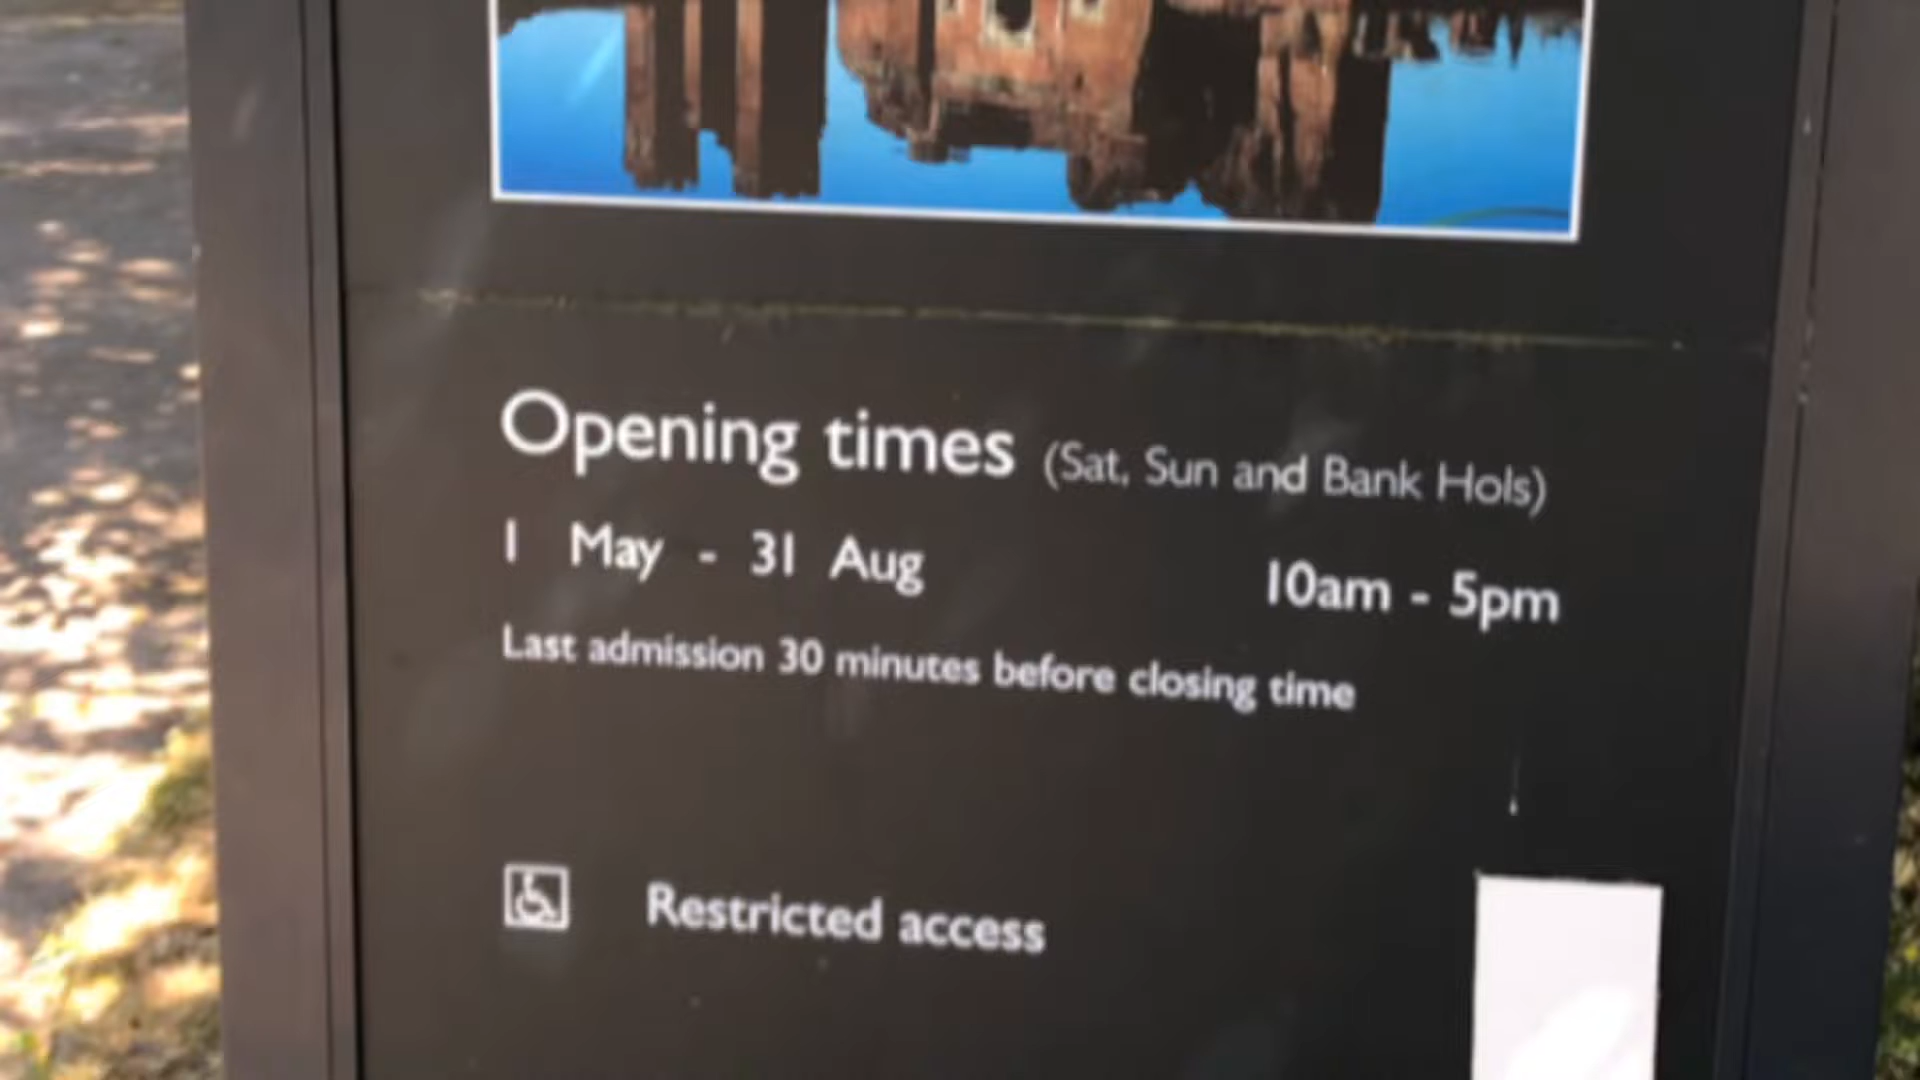 Opening times (Sat, Sun and Bank Hols)
1 May - 31 Aug 10am - 5pm
Last admission 30 minutes before closing time
Restricted access